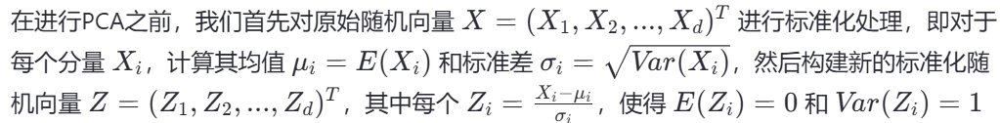 在进行PCA之前，我们首先对原始随机向量 $X = (X_1, X_2, ..., X_d)^T$ 进行标准化处理，即对于
每个分量 $X_i$，计算其均值 $\mu_i = E(X_i)$ 和标准差 $\sigma_i = \sqrt{Var(X_i)}$，然后构建新的标准化随
机向量 $Z = (Z_1, Z_2, ..., Z_d)^T$，其中每个 $Z_i = \frac{X_i - \mu_i}{\sigma_i}$，使得 $E(Z_i) = 0$ 和 $Var(Z_i) = 1$